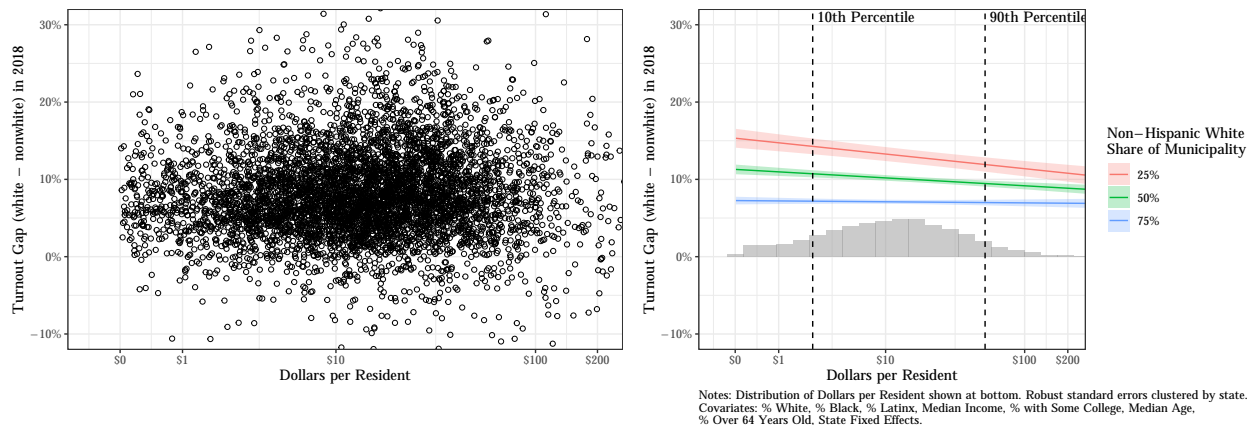 30%
20%
10%
0%
−10%
Turnout Gap (white − nonwhite) in 2018
$0
$1
$10
$100
$200
Dollars per Resident
10th Percentile
90th Percentile
30%
20%
10%
0%
−10%
Turnout Gap (white − nonwhite) in 2018
$0
$1
$10
$100
$200
Dollars per Resident
Non−Hispanic White
Share of Municipality
25%
50%
75%
Notes: Distribution of Dollars per Resident shown at bottom. Robust standard errors clustered by state.
Covariates: % White, % Black, % Latinx, Median Income, % with Some College, Median Age,
% Over 64 Years Old, State Fixed Effects.